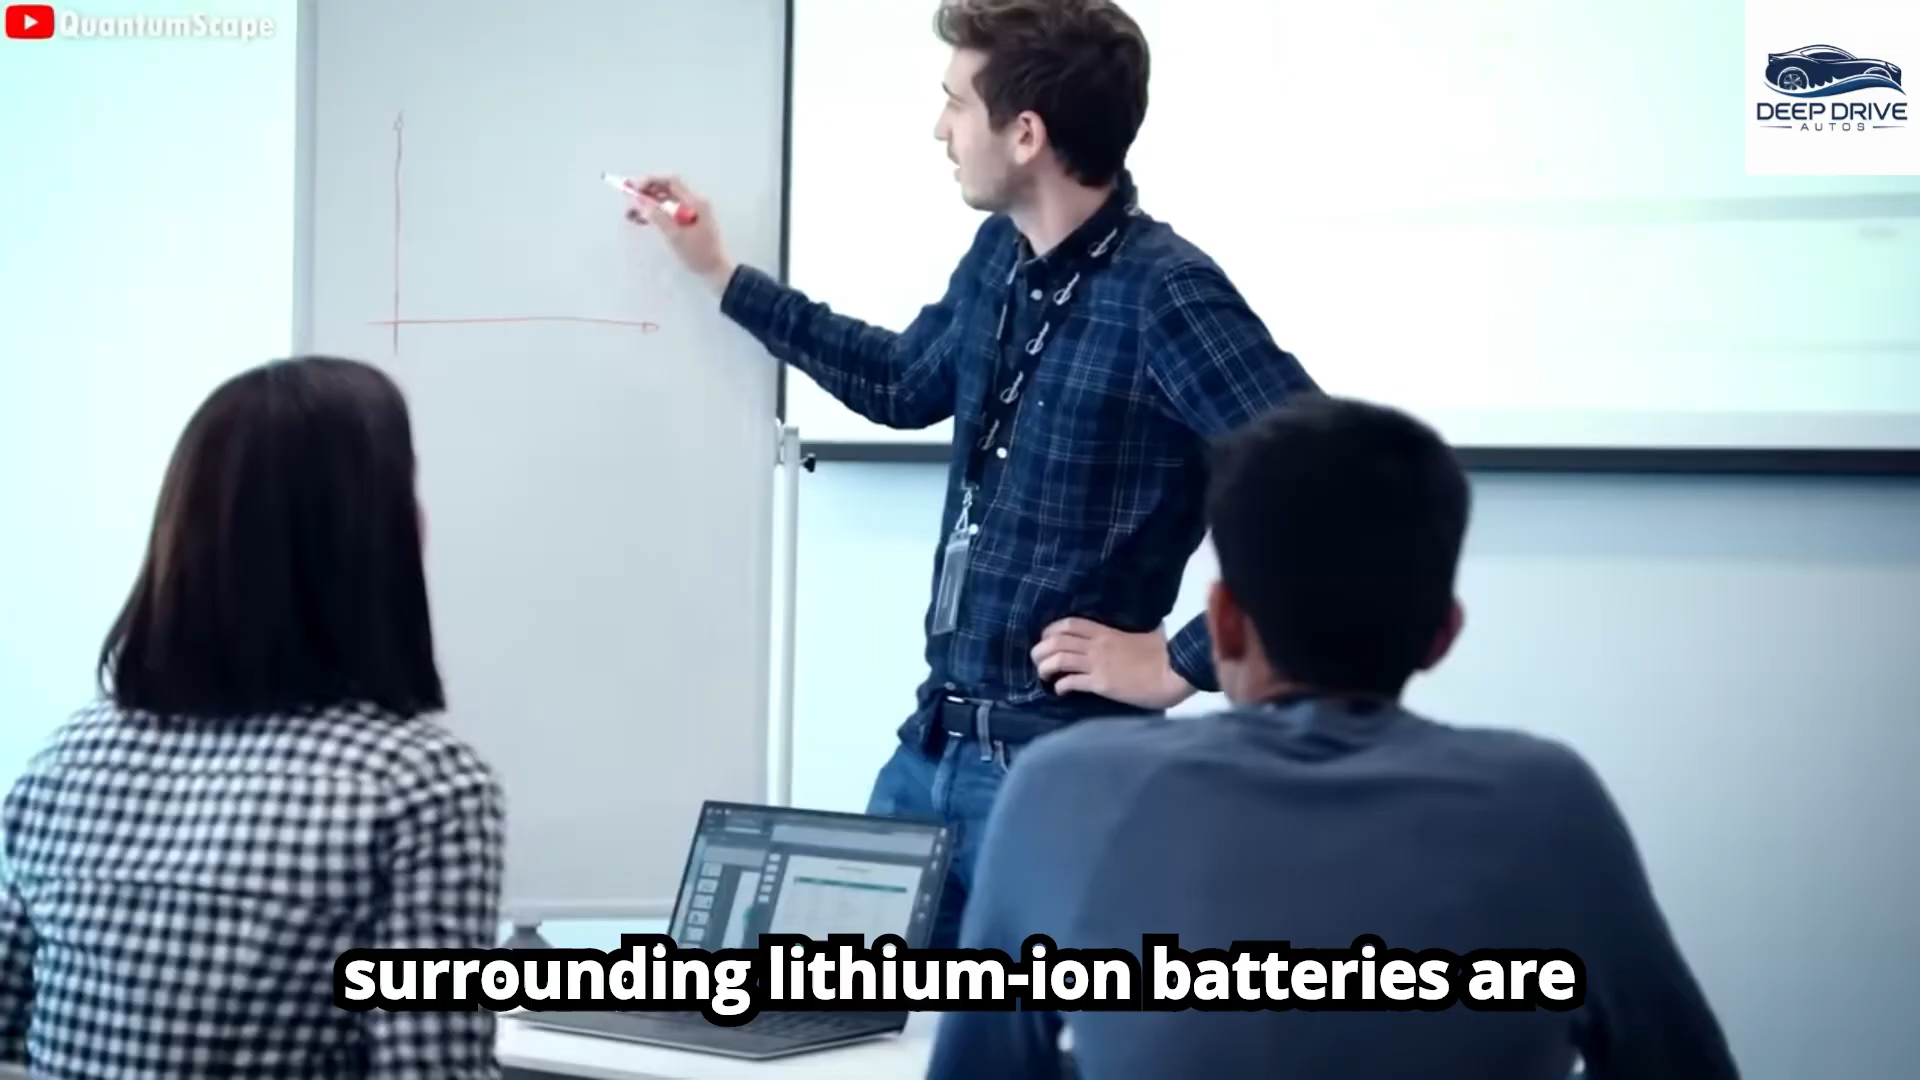 QuantumScape
DEEP DRIVE
AUTOS
surrounding lithium-ion batteries are